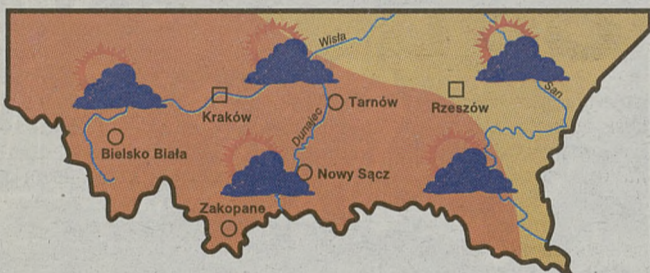 Wisła
San
Kraków
Tarnów
Rzeszów
Dunajec
Bielsko Biała
Nowy Sącz
Zakopane